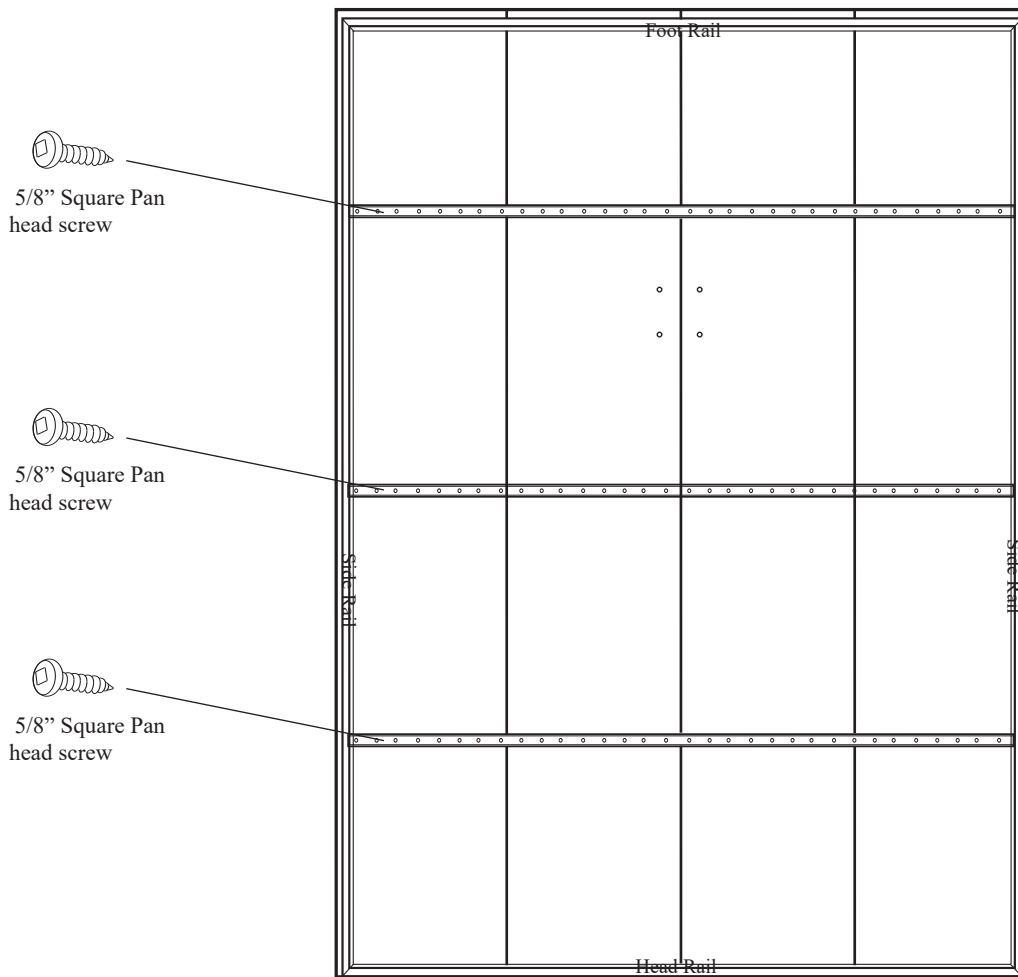 Foot Rail
5/8” Square Pan
head screw
5/8” Square Pan
head screw
Side Rail
Side Rail
5/8” Square Pan
head screw
Head Rail